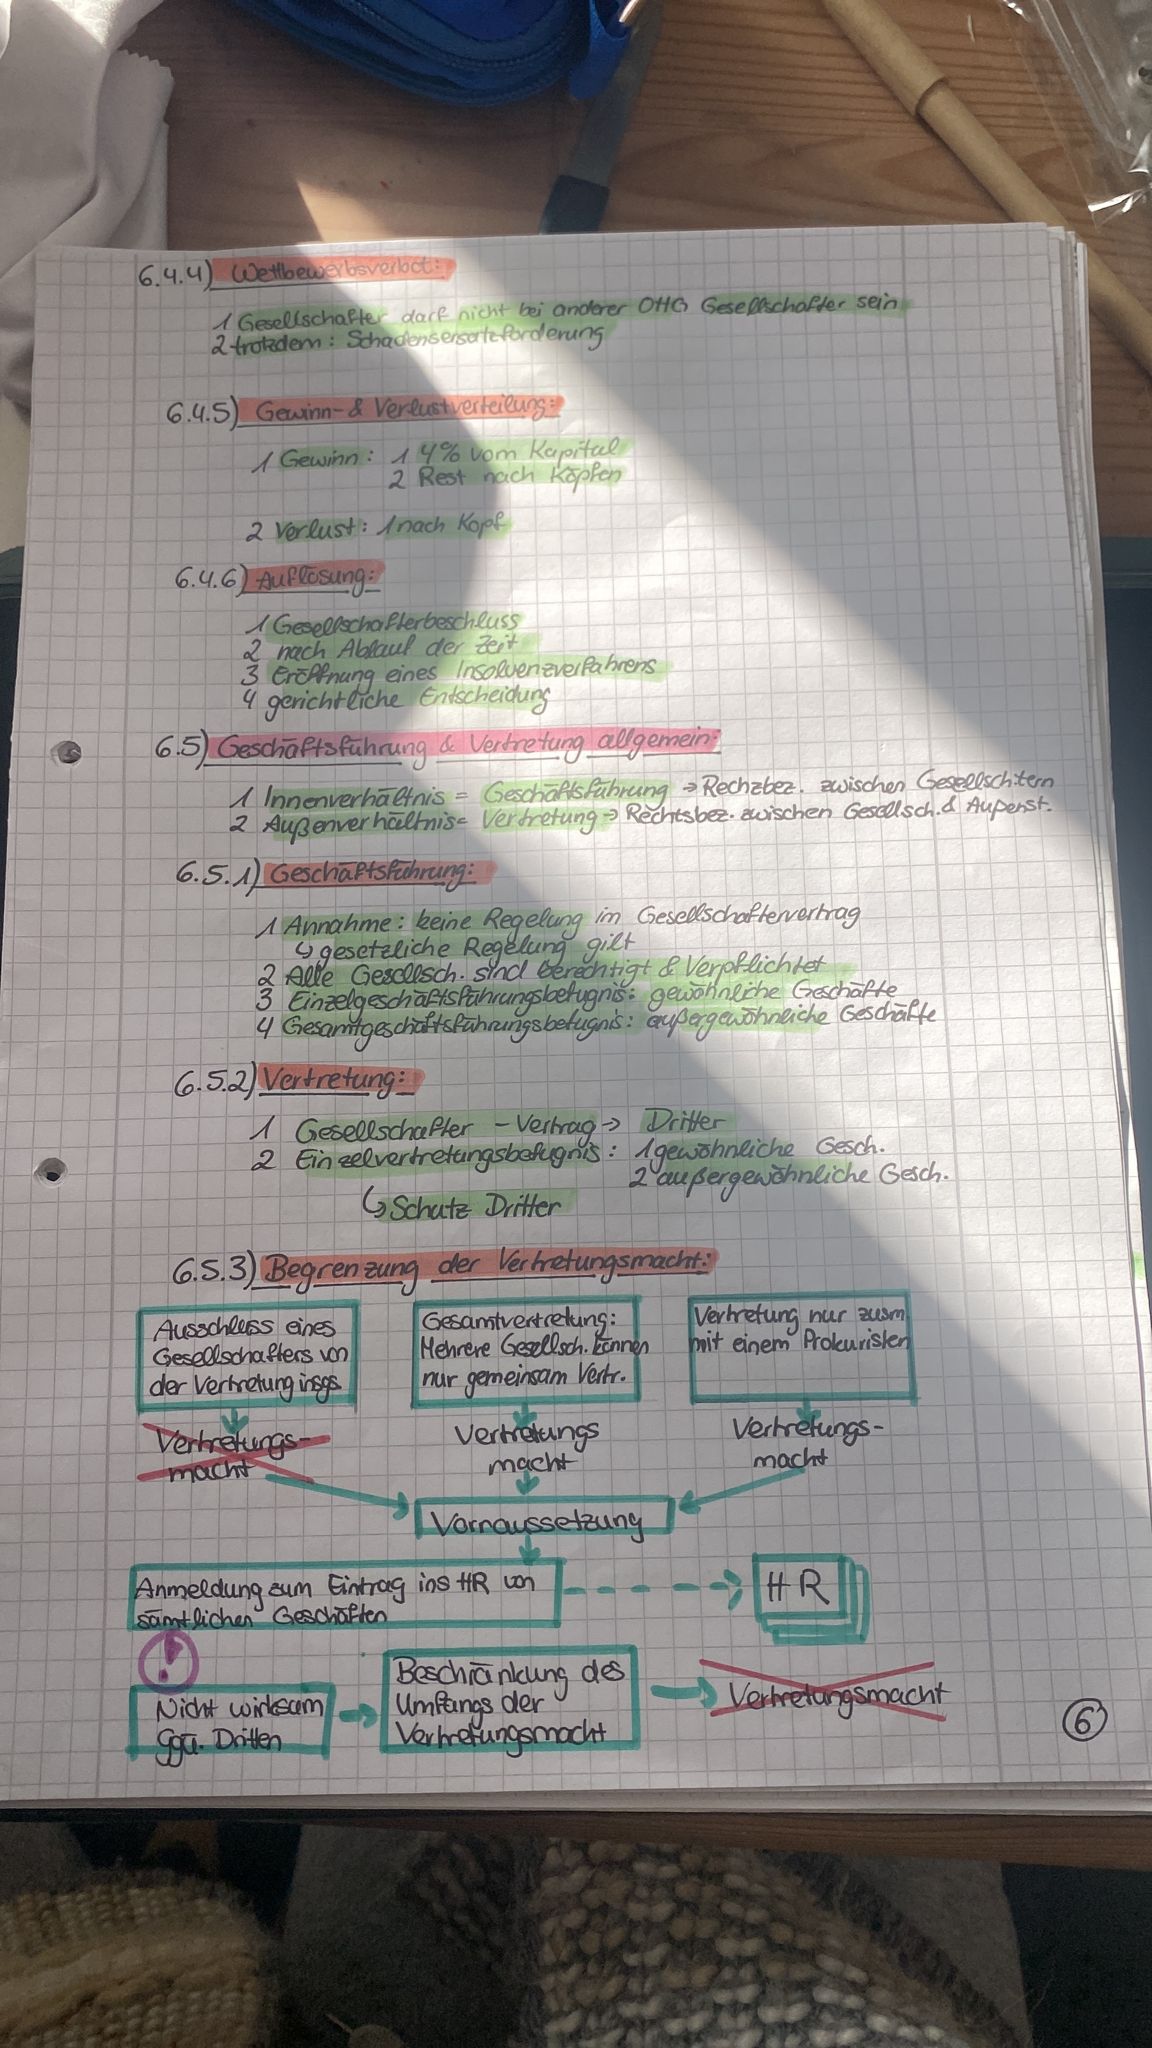 6.4.4) Wettbewerbsverbot:
1 Gesellschafter darf nicht bei anderer OHG Gesellschafter sein
2 trotzdem: Schadensersatzforderung
6.4.5) Gewinn- & Verlustverteilung:
1 Gewinn: 1 4% vom Kapital
2 Rest nach Köpfen
2 Verlust: 1 nach Kopf
6.4.6) Auflösung:
1 Gesellschafterbeschluss
2 nach Ablauf der Zeit
3 Eröffnung eines Insolvenzverfahrens
4 gerichtliche Entscheidung
6.5) Geschäftsführung & Vertretung allgemein:
1 Innenverhältnis = Geschäftsführung → Rechzbez. zwischen Gesellschtern
2 Außenverhältnis = Vertretung → Rechtsbez. zwischen Gesellsch. & Außenst.
6.5.1) Geschäftsführung:
1 Annahme: keine Regelung im Gesellschaftervertrag
↳ gesetzliche Regelung gilt
2 Alle Gesellsch. sind berechtigt & Verpflichtet
3 Einzelgeschäftsführungsbefugnis: gewöhnliche Geschäfte
4 Gesamtgeschäftsführungsbefugnis: außergewöhnliche Geschäfte
6.5.2) Vertretung:
1 Gesellschafter - Vertrag → Dritter
2 Einzelvertretungsbefugnis: 1 gewöhnliche Gesch.
2 außergewöhnliche Gesch.
↳ Schutz Dritter
6.5.3) Begrenzung der Vertretungsmacht:
Ausschluss eines
Gesellschafters von
der Vertretung insgs.
Gesamtvertretung:
Mehrere Gesellsch. können
nur gemeinsam Vertr.
Vertretung nur zusm
mit einem Prokuristen
Vertretungs-
macht
Vertretungs
macht
Vertretungs-
macht
Vorraussetzung
Anmeldung zum Eintrag ins HR von
sämtlichen Geschäften
HR
!
Nicht wirksam
ggü. Dritten
Beschränkung des
Umfangs der
Vertretungsmacht
Vertretungsmacht
6